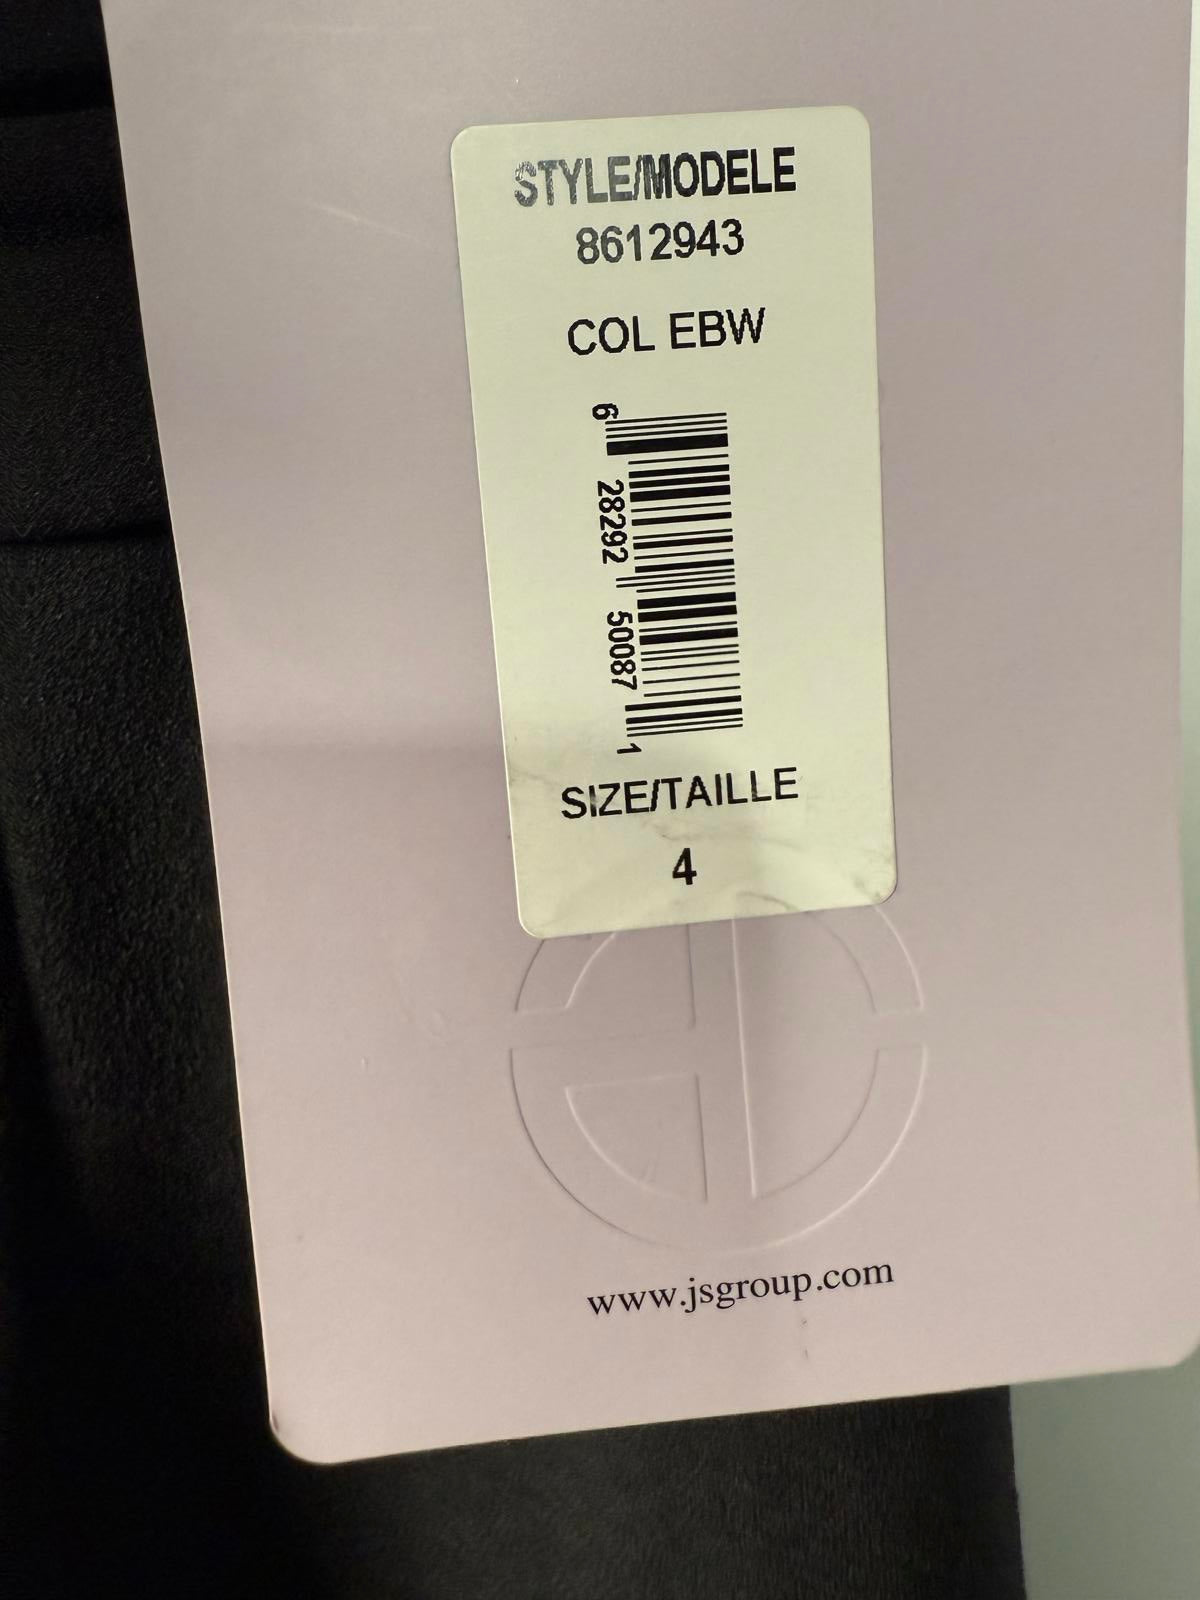 STYLE/MODELE
8612943
COL EBW
6 28292 50087 1
SIZE/TAILLE
4
www.jsgroup.com